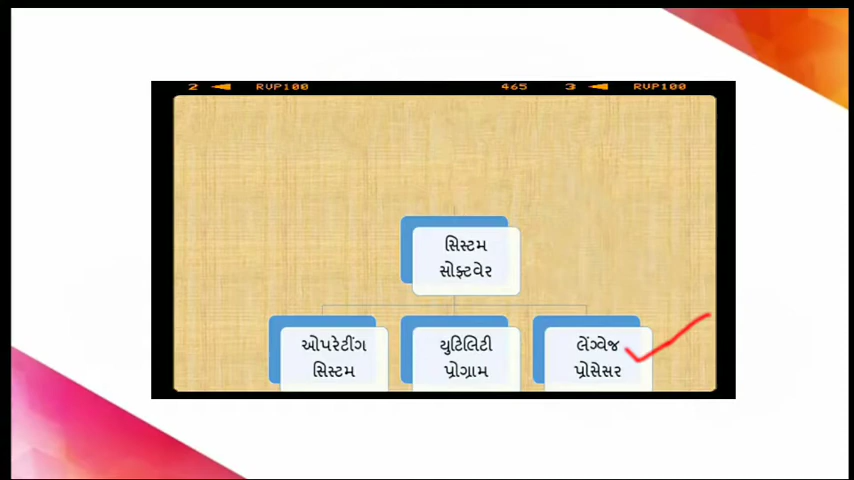 2 RVP100 465 3 RVP100
સિસ્ટમ
સોફ્ટવેર
ઓપરેટીંગ
સિસ્ટમ
યુટિલિટી
પ્રોગ્રામ
લેંગ્વેજ
પ્રોસેસર